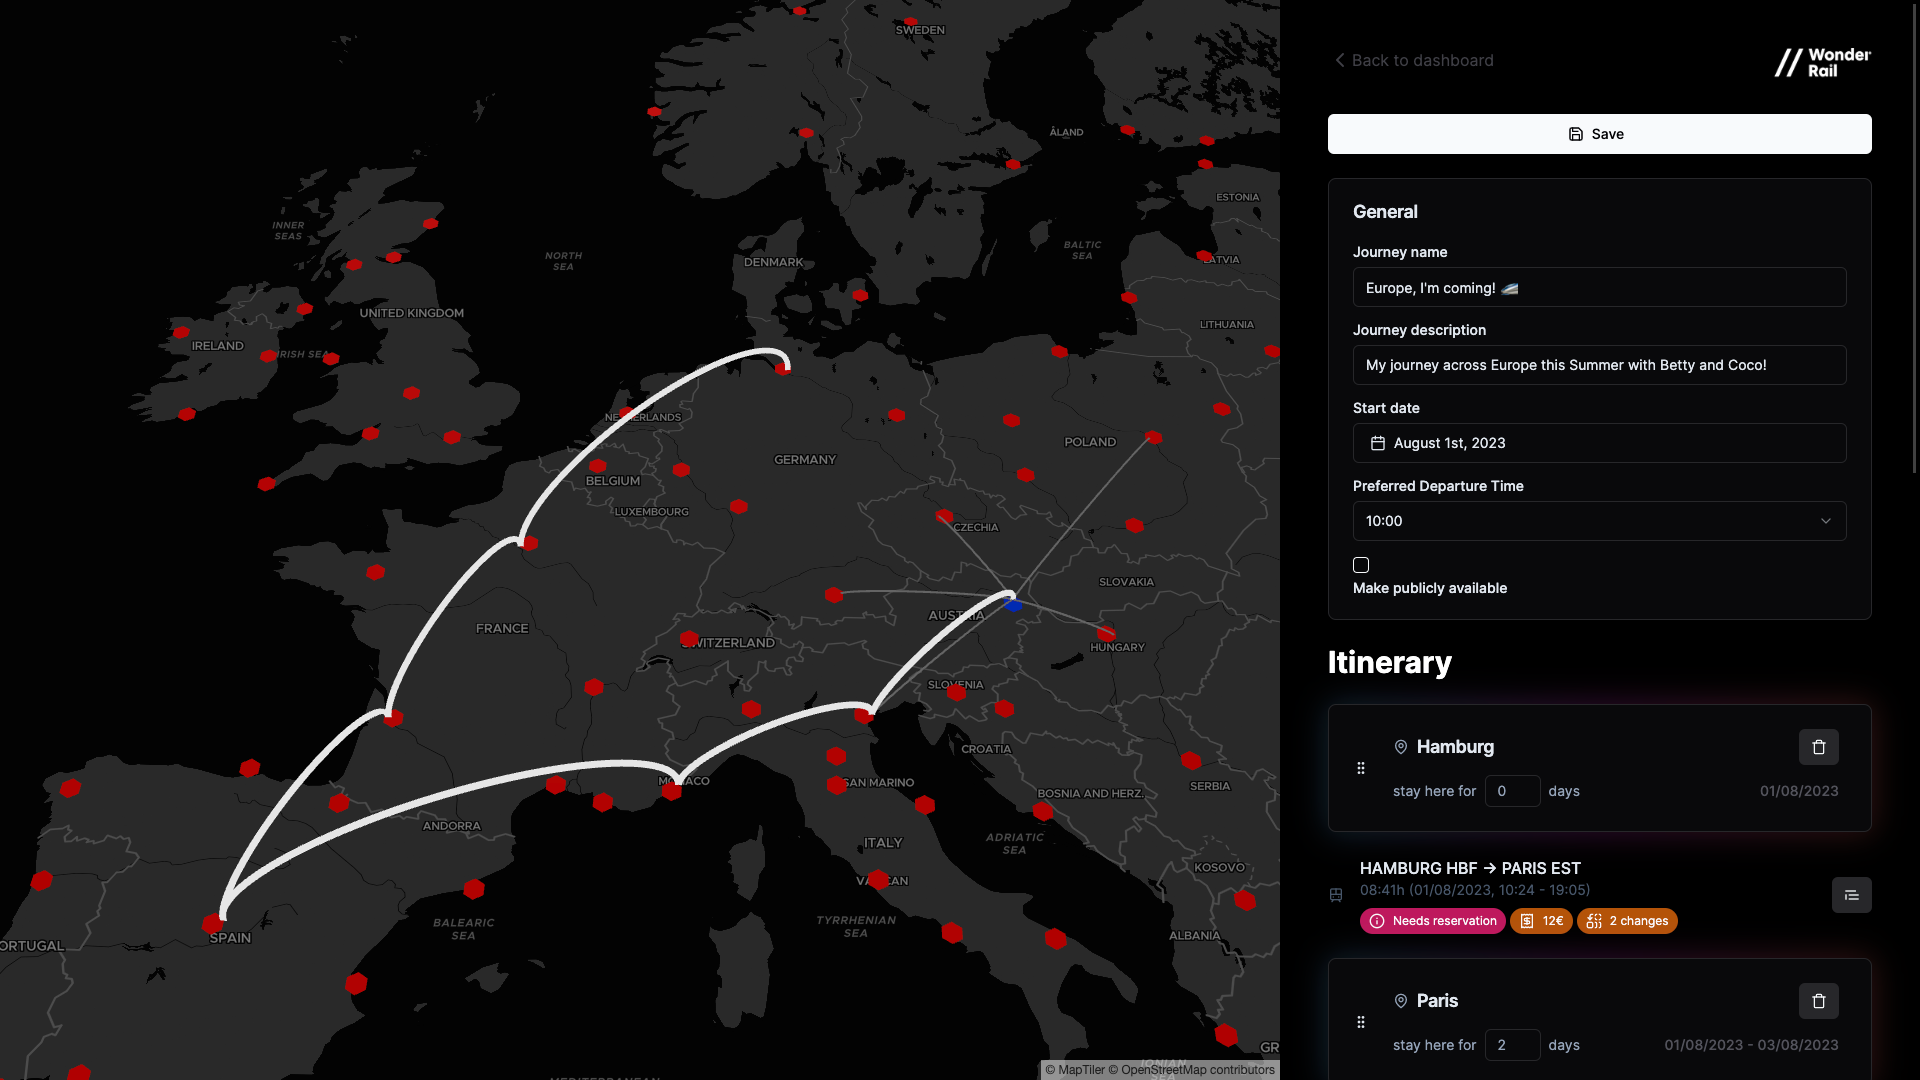 SWEDEN
ÅLAND
ESTONIA
INNER
SEAS
NORTH
SEA
DENMARK
BALTIC
SEA
LATVIA
UNITED KINGDOM
LITHUANIA
IRELAND
IRISH SEA
NETHERLANDS
POLAND
GERMANY
BELGIUM
LUXEMBOURG
CZECHIA
SLOVAKIA
AUSTRIA
FRANCE
SWITZERLAND
HUNGARY
SLOVENIA
CROATIA
MONACO
SAN MARINO
SERBIA
BOSNIA AND HERZ.
ANDORRA
ADRIATIC
SEA
ITALY
KOSOVO
VATICAN
BALEARIC
SEA
TYRRHENIAN
SEA
ALBANIA
SPAIN
ORTUGAL
GR
IONIAN
SEA
MEDITERRANEAN
© MapTiler © OpenStreetMap contributors
Back to dashboard
Wonder
Rail
Save
General
Journey name
Europe, I'm coming! 🚄
Journey description
My journey across Europe this Summer with Betty and Coco!
Start date
August 1st, 2023
Preferred Departure Time
10:00
Make publicly available
Itinerary
Hamburg
stay here for 0 days 01/08/2023
HAMBURG HBF → PARIS EST
08:41h (01/08/2023, 10:24 - 19:05)
Needs reservation 12€ 2 changes
Paris
stay here for 2 days 01/08/2023 - 03/08/2023